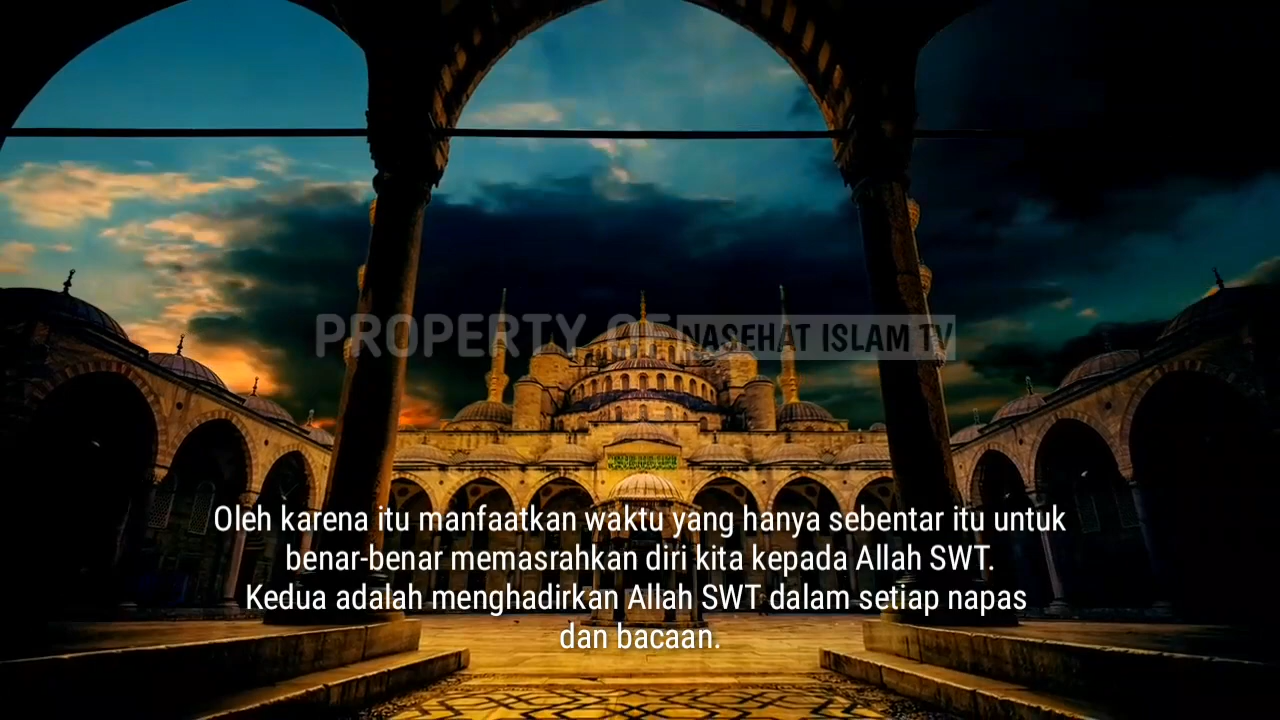 PROPERTY OF NASEHAT ISLAM TV
Oleh karena itu manfaatkan waktu yang hanya sebentar itu untuk
benar-benar memasrahkan diri kita kepada Allah SWT.
Kedua adalah menghadirkan Allah SWT dalam setiap napas
dan bacaan.